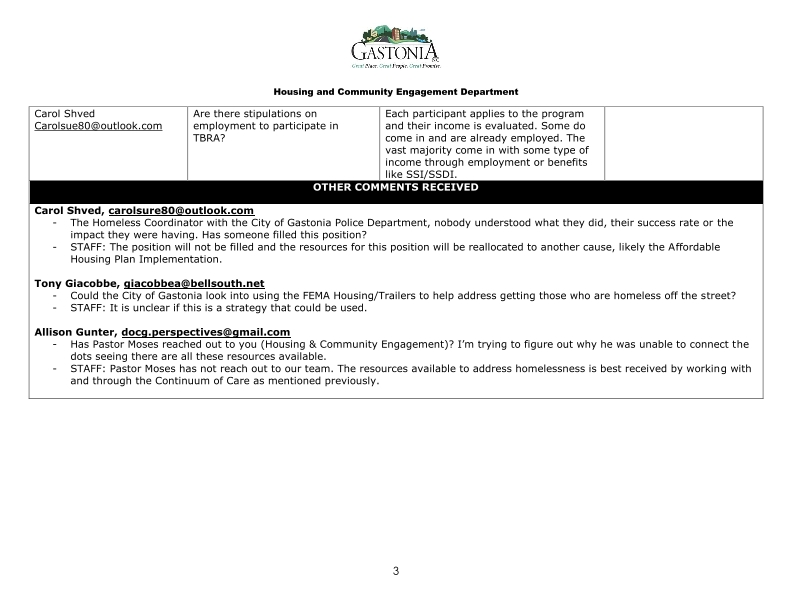 GASTONIA
Great Place. Great People. Great Promise.
Housing and Community Engagement Department
Carol Shved
Carolsue80@outlook.com
Are there stipulations on
employment to participate in
TBRA?
Each participant applies to the program
and their income is evaluated. Some do
come in and are already employed. The
vast majority come in with some type of
income through employment or benefits
like SSI/SSDI.
OTHER COMMENTS RECEIVED
Carol Shved, carolsure80@outlook.com
- The Homeless Coordinator with the City of Gastonia Police Department, nobody understood what they did, their success rate or the
impact they were having. Has someone filled this position?
- STAFF: The position will not be filled and the resources for this position will be reallocated to another cause, likely the Affordable
Housing Plan Implementation.
Tony Giacobbe, giacobbea@bellsouth.net
- Could the City of Gastonia look into using the FEMA Housing/Trailers to help address getting those who are homeless off the street?
- STAFF: It is unclear if this is a strategy that could be used.
Allison Gunter, docg.perspectives@gmail.com
- Has Pastor Moses reached out to you (Housing & Community Engagement)? I’m trying to figure out why he was unable to connect the
dots seeing there are all these resources available.
- STAFF: Pastor Moses has not reach out to our team. The resources available to address homelessness is best received by working with
and through the Continuum of Care as mentioned previously.
3